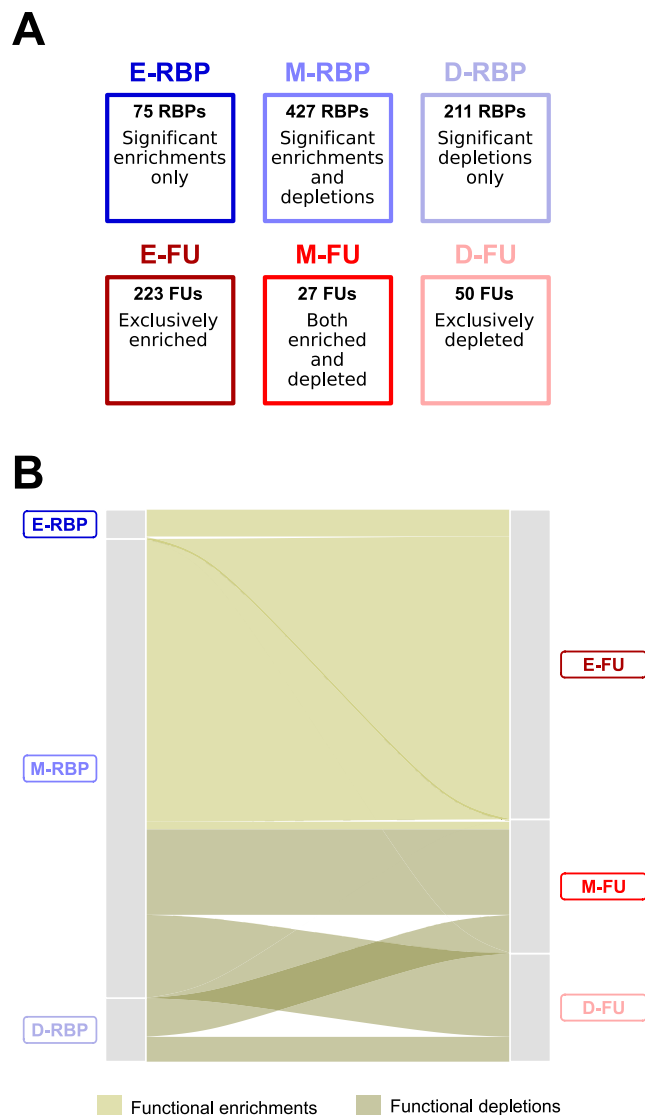 A
E-RBP M-RBP D-RBP
75 RBPs
Significant
enrichments
only
427 RBPs
Significant
enrichments
and
depletions
211 RBPs
Significant
depletions
only
E-FU M-FU D-FU
223 FUs
Exclusively
enriched
27 FUs
Both
enriched
and
depleted
50 FUs
Exclusively
depleted
B
E-RBP
M-RBP
D-RBP
E-FU
M-FU
D-FU
Functional enrichments Functional depletions